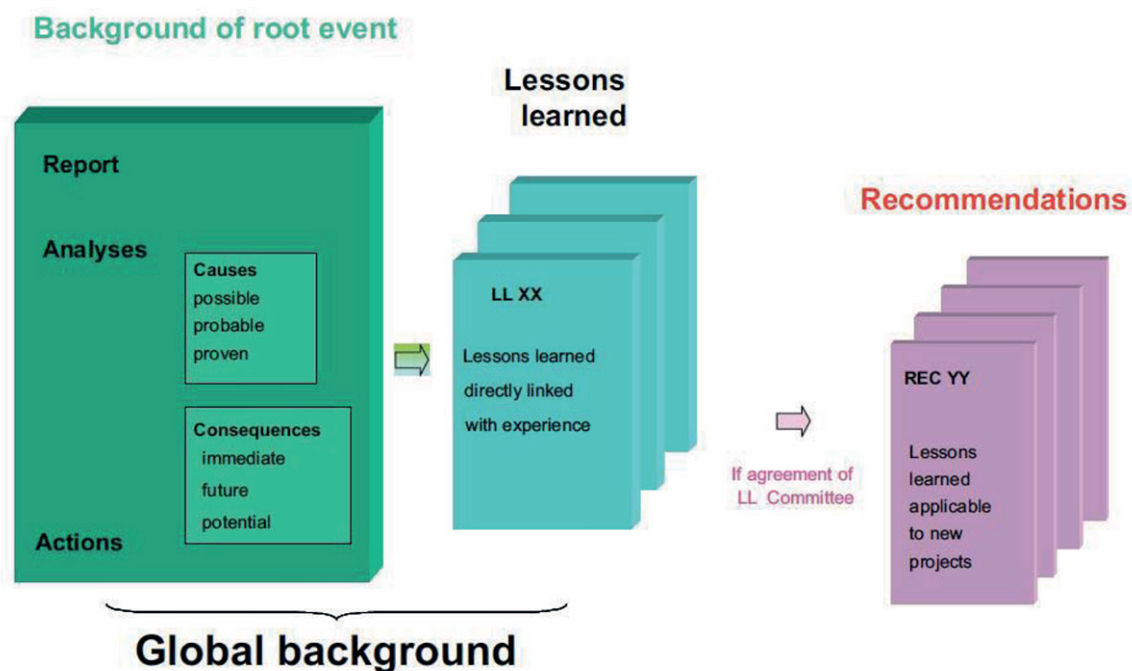 Background of root event
Report
Analyses
Causes
possible
probable
proven
Consequences
immediate
future
potential
Actions
Lessons
learned
LL XX
Lessons learned
directly linked
with experience
If agreement of
LL Committee
Recommendations
REC YY
Lessons
learned
applicable
to new
projects
Global background